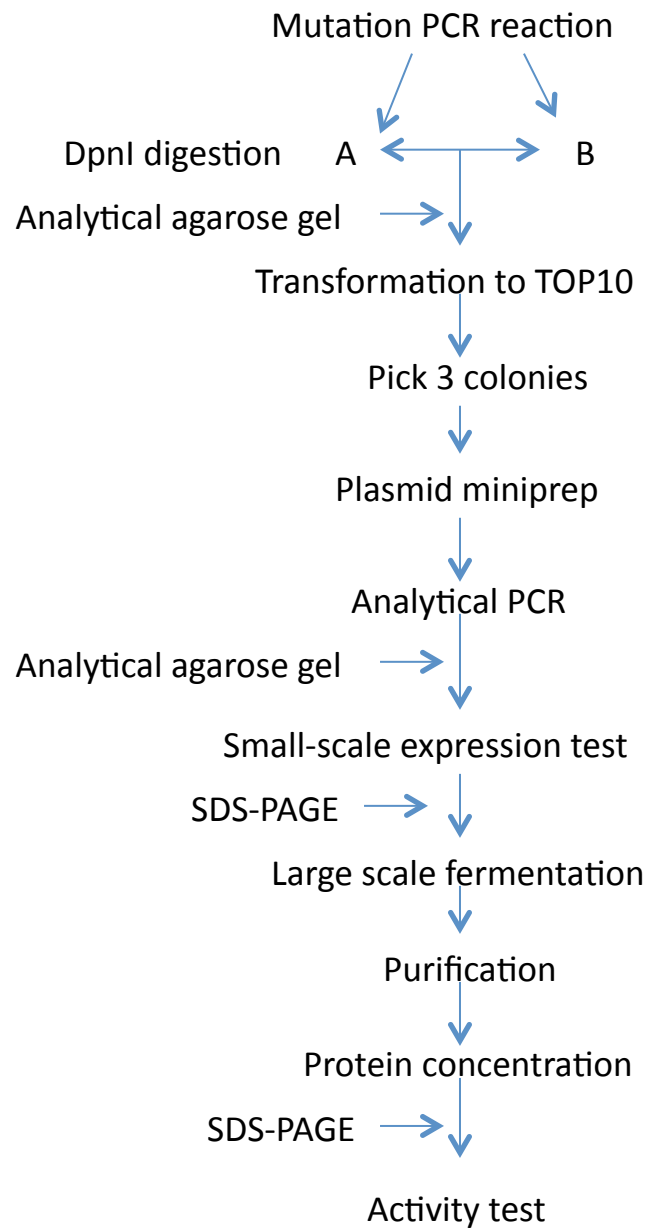 Mutation PCR reaction
DpnI digestion A B
Analytical agarose gel
Transformation to TOP10
Pick 3 colonies
Plasmid miniprep
Analytical PCR
Analytical agarose gel
Small-scale expression test
SDS-PAGE
Large scale fermentation
Purification
Protein concentration
SDS-PAGE
Activity test